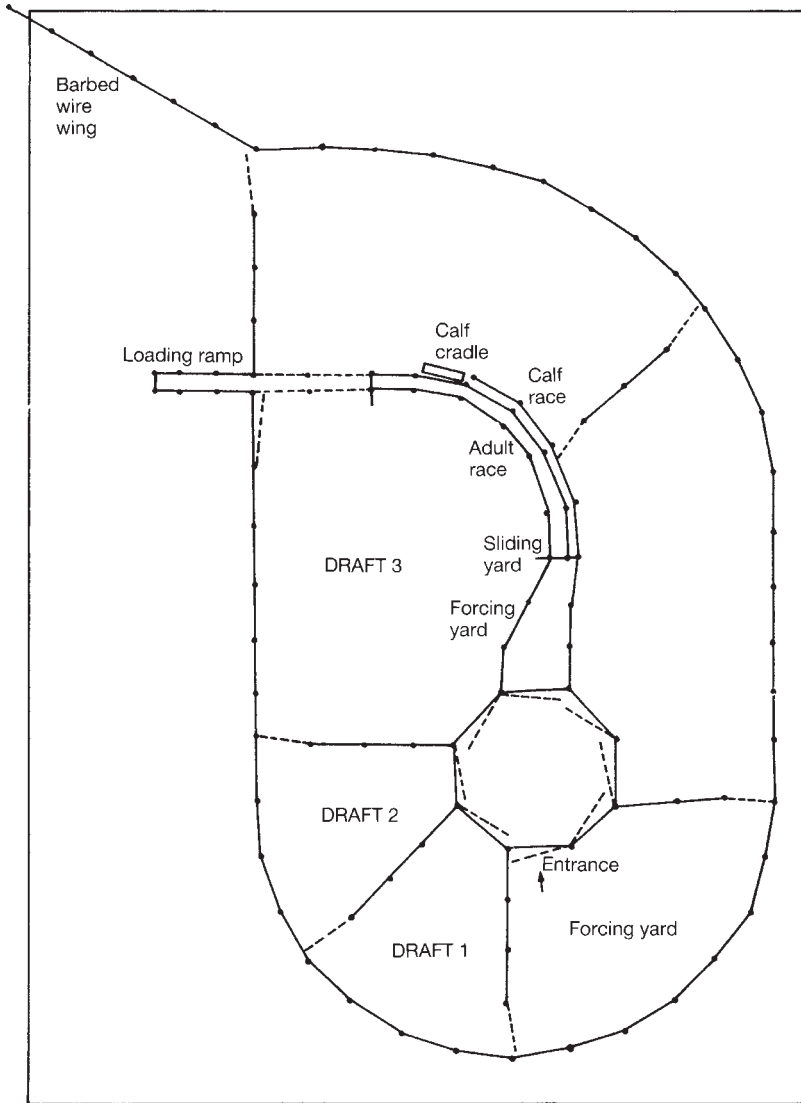 Barbed
wire
wing
Loading ramp
Calf
cradle
Calf
race
Adult
race
Sliding
yard
DRAFT 3
Forcing
yard
DRAFT 2
Entrance
DRAFT 1
Forcing yard